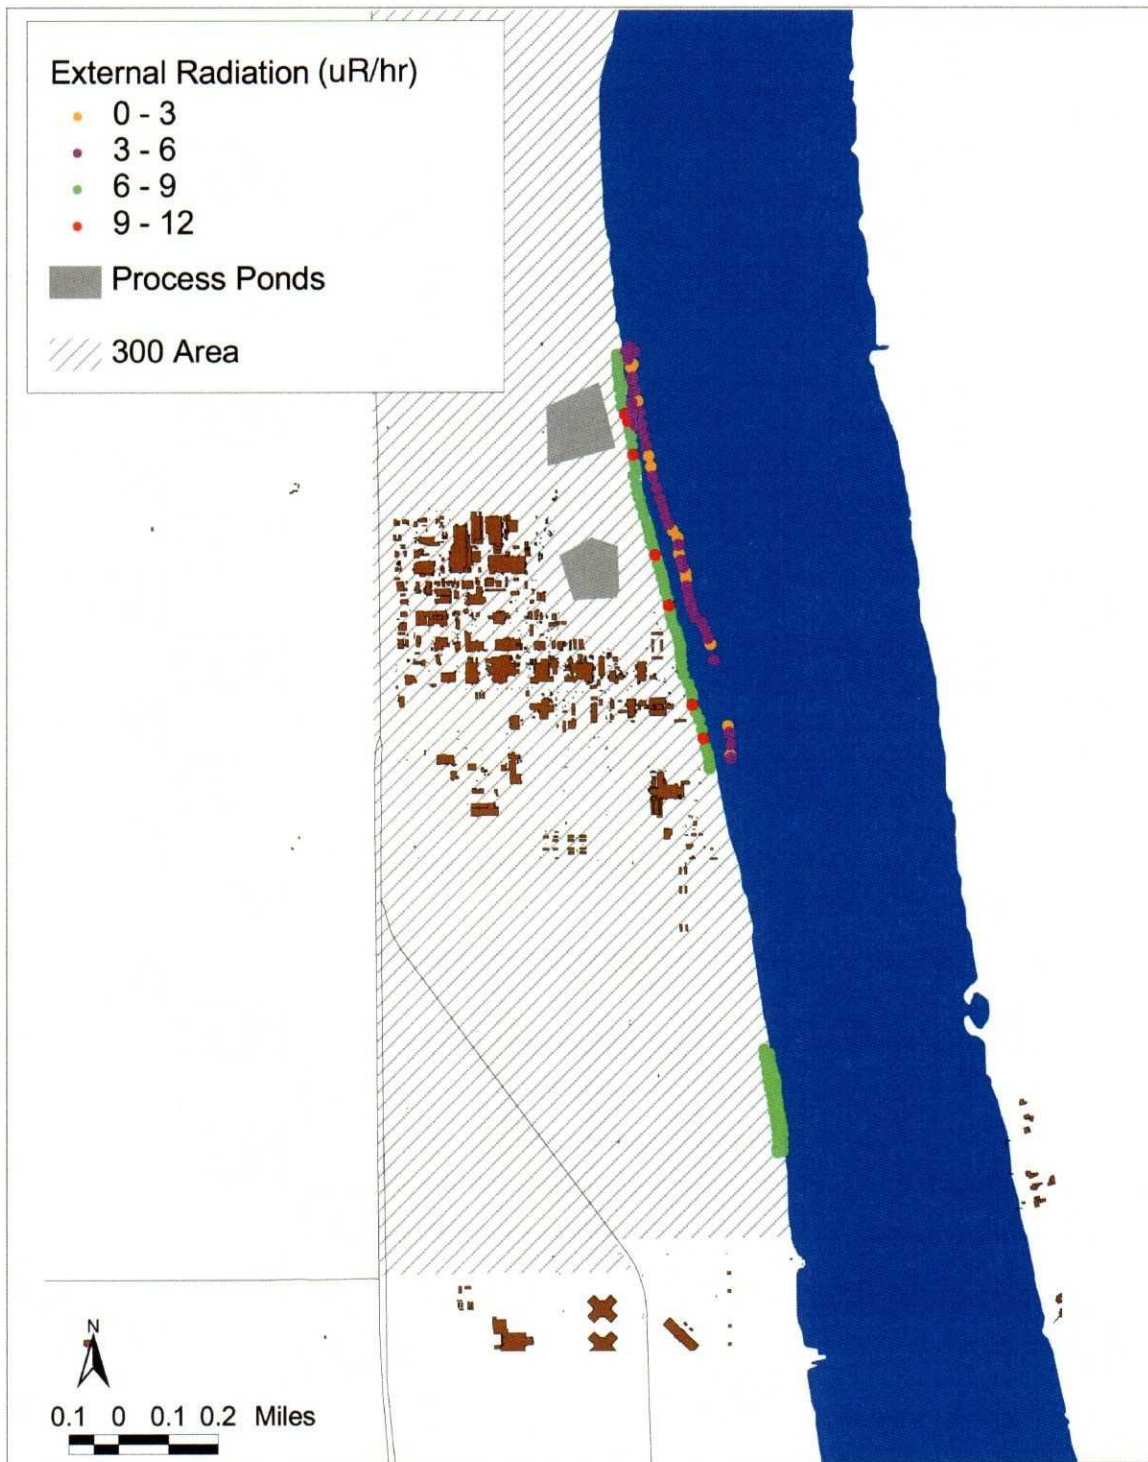 External Radiation (uR/hr)
0 - 3
3 - 6
6 - 9
9 - 12
Process Ponds
300 Area
N
0.1 0 0.1 0.2 Miles